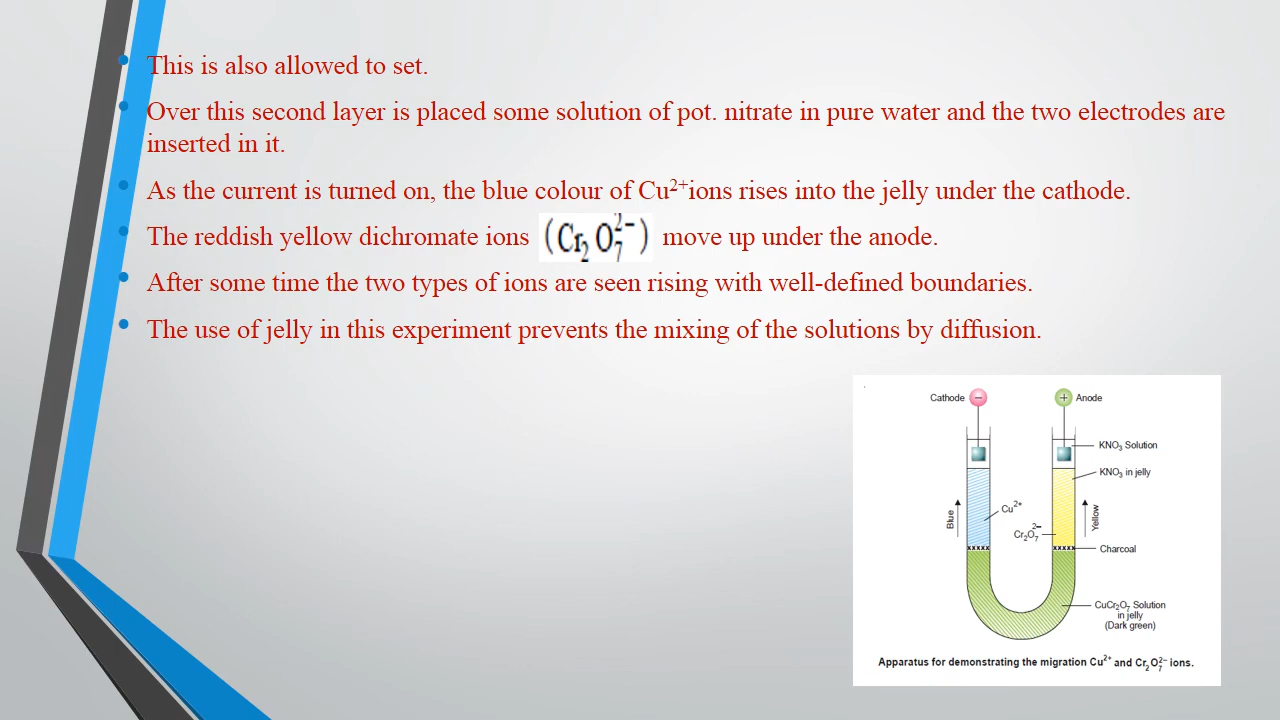 • This is also allowed to set.
• Over this second layer is placed some solution of pot. nitrate in pure water and the two electrodes are
inserted in it.
• As the current is turned on, the blue colour of Cu²⁺ions rises into the jelly under the cathode.
• The reddish yellow dichromate ions (Cr₂O₇²⁻) move up under the anode.
• After some time the two types of ions are seen rising with well-defined boundaries.
• The use of jelly in this experiment prevents the mixing of the solutions by diffusion.
Cathode − + Anode
KNO₃ Solution
KNO₃ in jelly
Blue
Cu²⁺
Cr₂O₇²⁻
Yellow
xxxxx xxxxx Charcoal
CuCr₂O₇ Solution
in jelly
(Dark green)
Apparatus for demonstrating the migration Cu²⁺ and Cr₂O₇²⁻ ions.